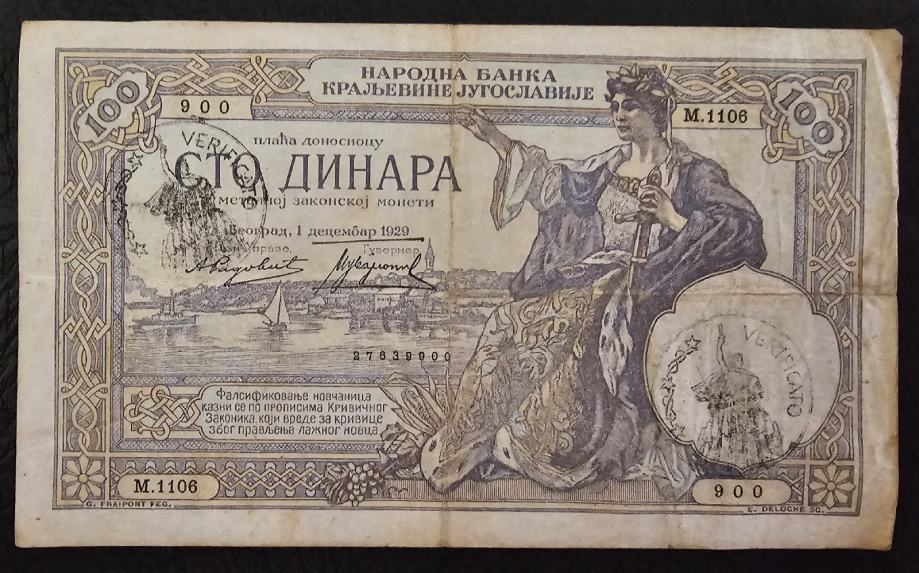 НАРОДНА БАНКА
КРАЉЕВИНЕ ЈУГОСЛАВИЈЕ
100
900
М.1106
100
VERIFICATO
плаћа доносиоцу
СТО ДИНАРА
законској монети
Београд, 1 децембар 1929
Гувернер
27639900
VERIFICATO
Фалсификовање новчаница
казни се по прописима Кривичног
Законика, који вреде за кривице
због прављења лажног новца.
М.1106
900
G. FRAIPONT FEC.
E. DELOCHE SC.